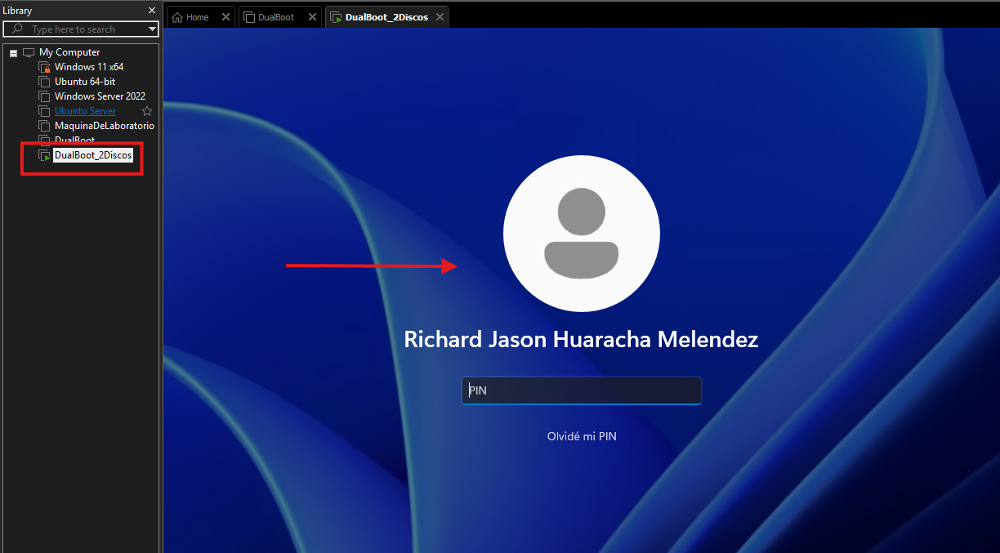 Library
Type here to search
My Computer
Windows 11 x64
Ubuntu 64-bit
Windows Server 2022
Ubuntu Server
MaquinaDeLaboratorio
DualBoot
DualBoot_2Discos
Home
DualBoot
DualBoot_2Discos
Richard Jason Huaracha Melendez
PIN
Olvidé mi PIN